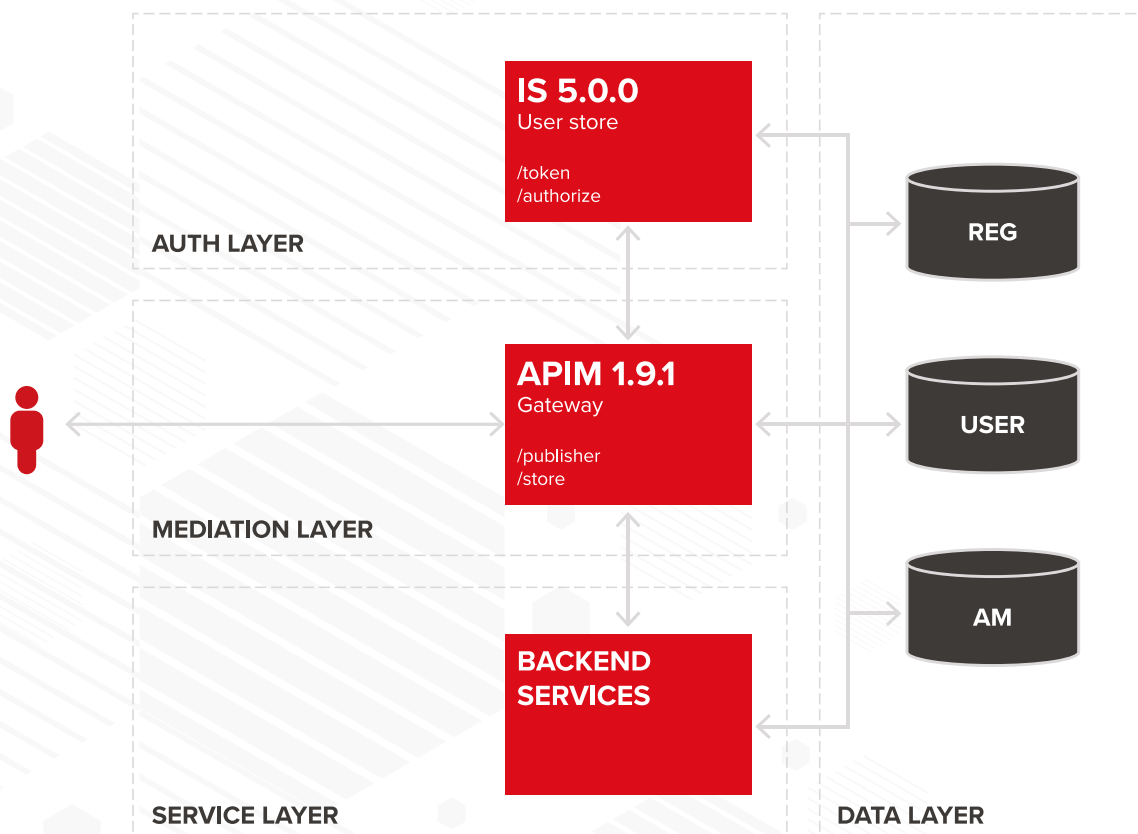 IS 5.0.0
User store
/token
/authorize
AUTH LAYER
APIM 1.9.1
Gateway
/publisher
/store
MEDIATION LAYER
BACKEND
SERVICES
SERVICE LAYER
REG
USER
AM
DATA LAYER